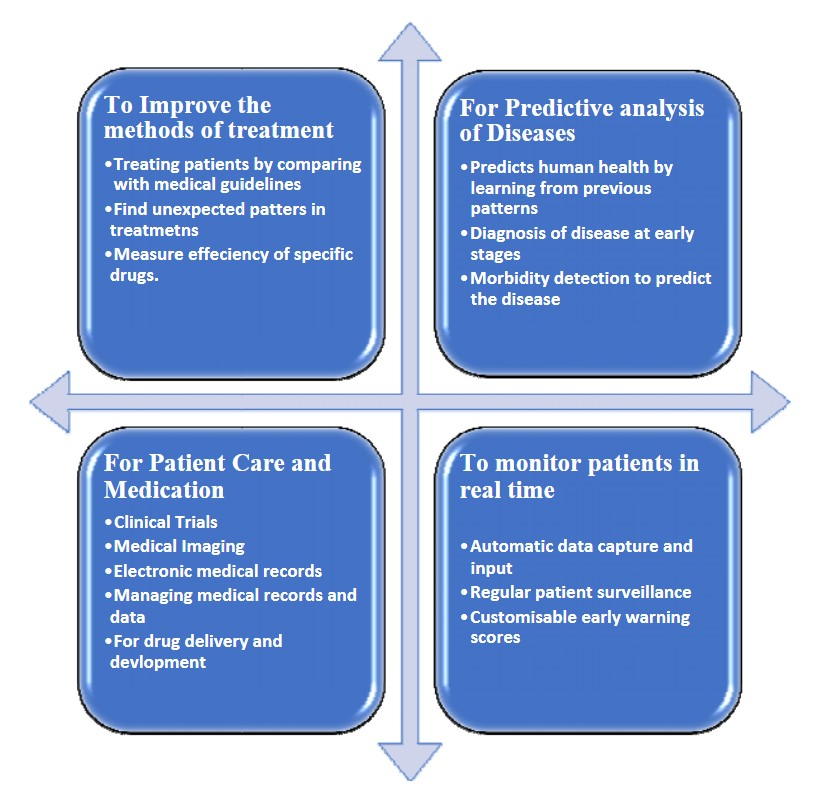 To Improve the
methods of treatment
•Treating patients by comparing
with medical guidelines
•Find unexpected patters in
treatmetns
•Measure effeciency of specific
drugs.
For Predictive analysis
of Diseases
•Predicts human health by
learning from previous
patterns
•Diagnosis of disease at early
stages
•Morbidity detection to predict
the disease
For Patient Care and
Medication
•Clinical Trials
•Medical Imaging
•Electronic medical records
•Managing medical records and
data
•For drug delivery and
devlopment
To monitor patients in
real time
•Automatic data capture and
input
•Regular patient surveillance
•Customisable early warning
scores